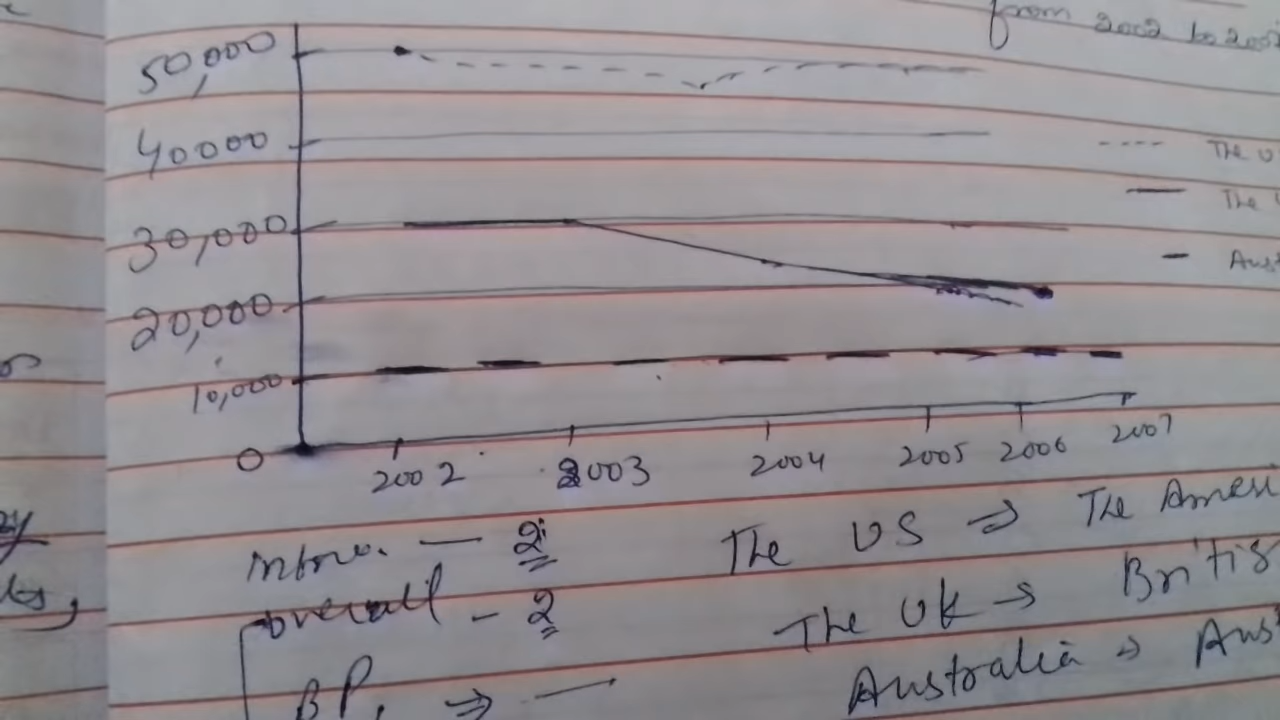 from 2002 to 200
50,000
40000
30,000
20,000
10,000
0
2002 2003 2004 2005 2006 2007
The U
The
Aus
Intro. — 2
overall - 2
BP, ⇒ —
The US ⇒ The Ameri
The UK → Britis
Australia → Aus